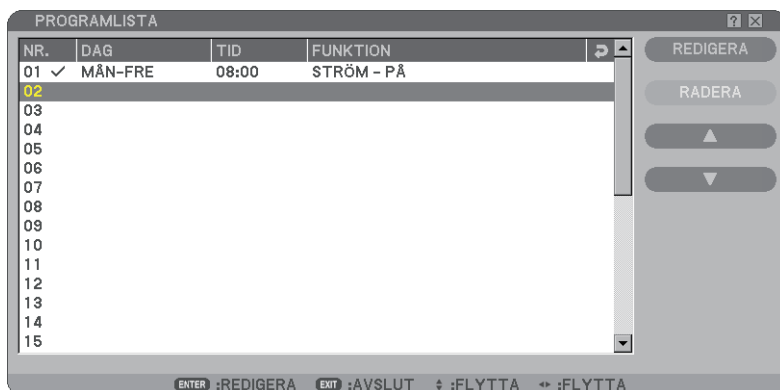 PROGRAMLISTA
NR. DAG TID FUNKTION
REDIGERA
01 ✓ MÅN-FRE 08:00 STRÖM – PÅ
02
RADERA
03
04
05
06
07
08
09
10
11
12
13
14
15
ENTER :REDIGERA EXIT :AVSLUT :FLYTTA :FLYTTA